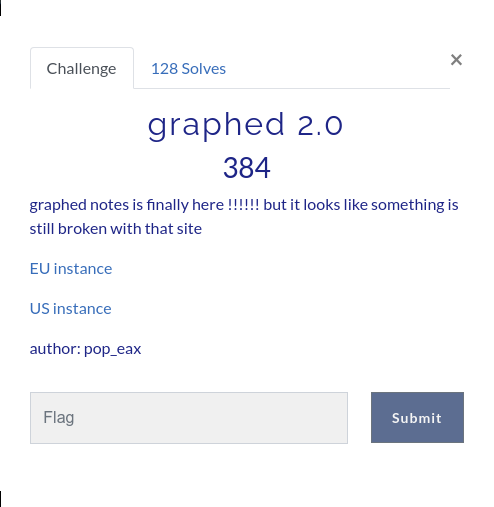 Challenge
128 Solves
×
graphed 2.0
384
graphed notes is finally here !!!!!! but it looks like something is
still broken with that site
EU instance
US instance
author: pop_eax
Flag
Submit